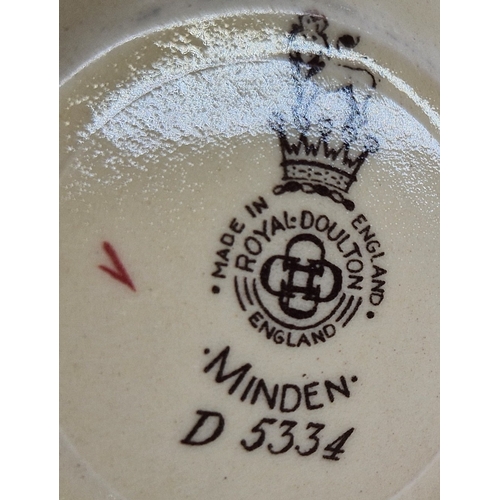 MADE IN ENGLAND
ROYAL·DOULTON
ENGLAND
·MINDEN·
D 5334
V